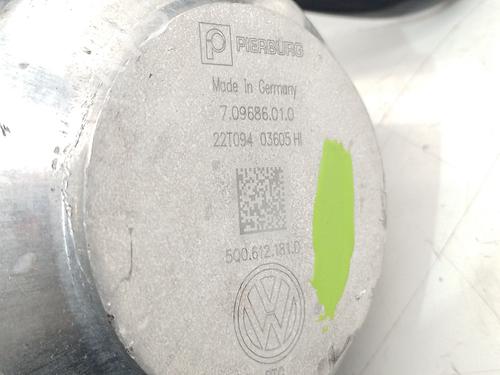 PIERBURG
Made In Germany
7.09686.01.0
22T094 03605 HI
5Q0.612.181.D